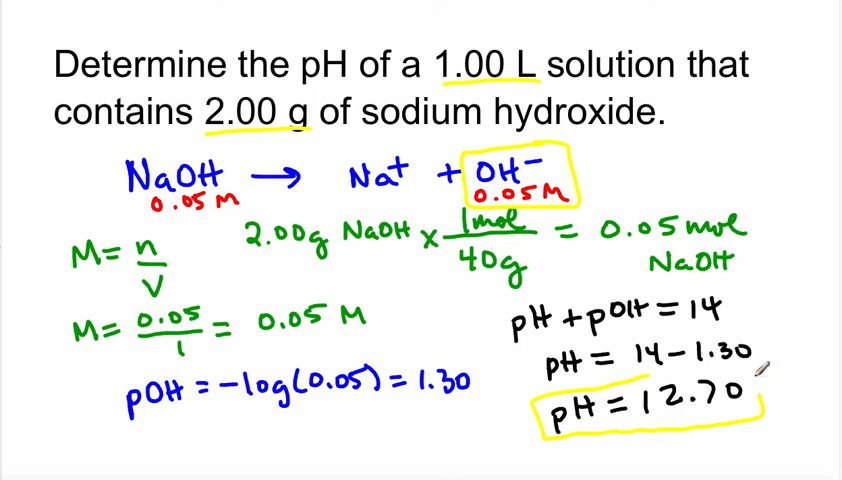 Determine the pH of a 1.00 L solution that
contains 2.00 g of sodium hydroxide.
NaOH → Na⁺ + OH⁻
0.05 M 0.05 M
M = n/V
2.00g NaOH x 1mol/40g = 0.05 mol
NaOH
M = 0.05/1 = 0.05 M
pH + pOH = 14
pH = 14 - 1.30
pOH = -log(0.05) = 1.30
pH = 12.70